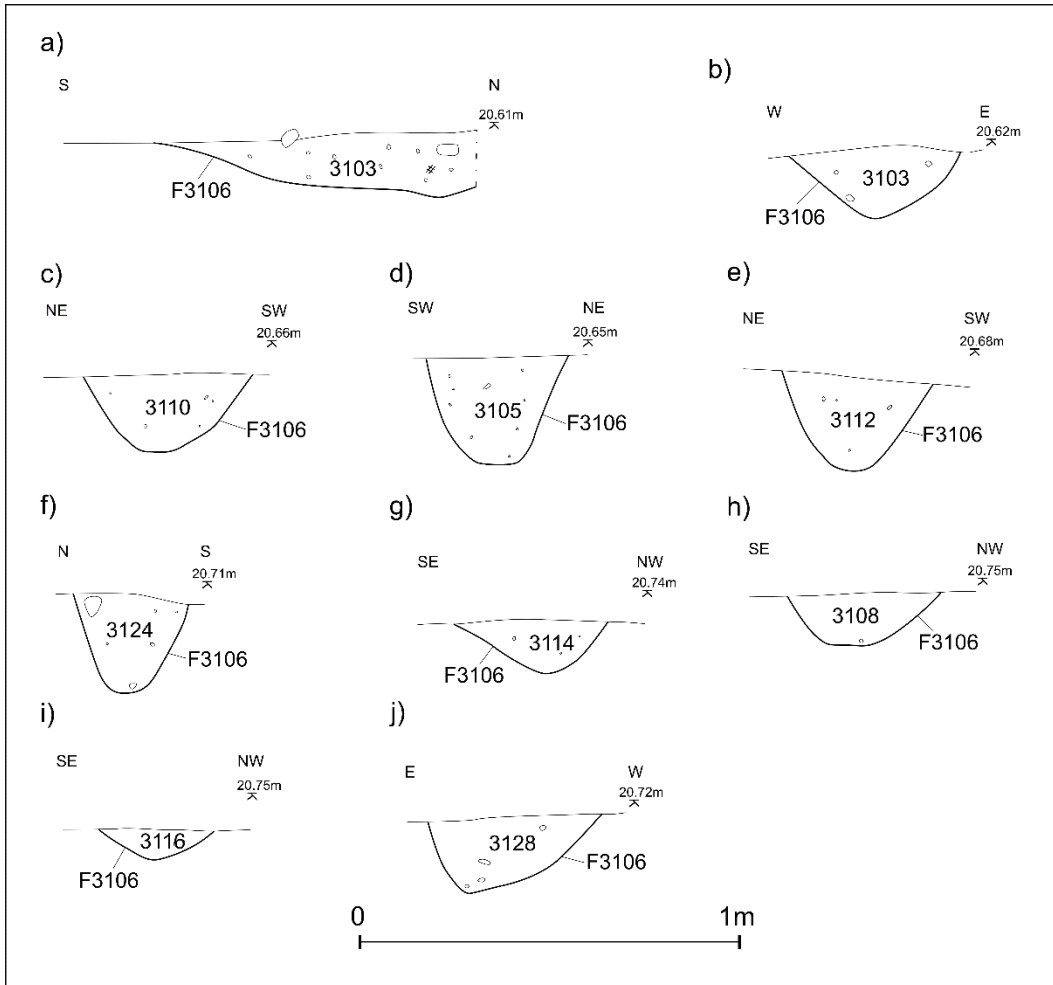 a)
S
N
20.61m
F3106
3103
b)
W
E
20.62m
3103
F3106
c)
NE
SW
20.66m
3110
F3106
d)
SW
NE
20.65m
3105
F3106
e)
NE
SW
20.68m
3112
F3106
f)
N
S
20.71m
3124
F3106
g)
SE
NW
20.74m
3114
F3106
h)
SE
NW
20.75m
3108
F3106
i)
SE
NW
20.75m
3116
F3106
j)
E
W
20.72m
3128
F3106
0
1m